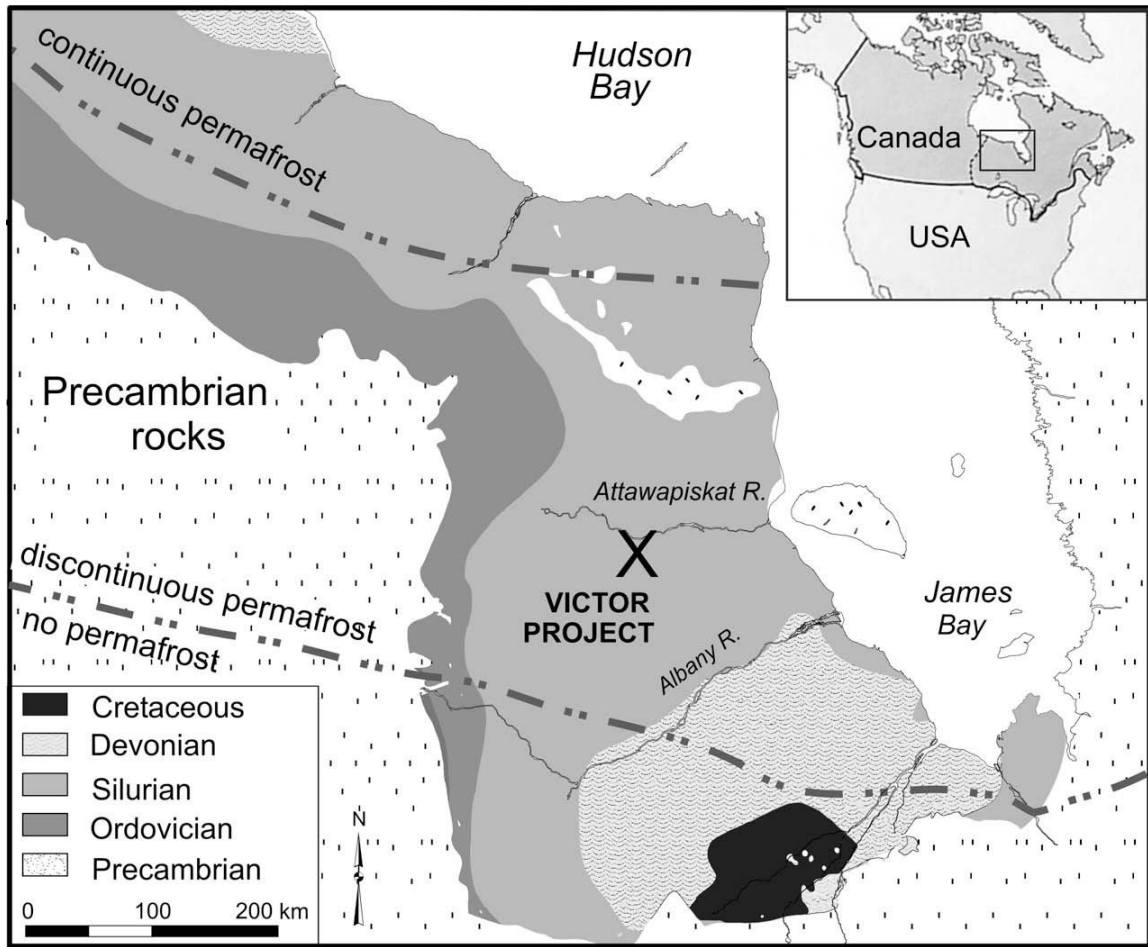 continuous permafrost
Hudson
Bay
Canada
USA
Precambrian
rocks
Attawapiskat R.
X
VICTOR
PROJECT
discontinuous permafrost
no permafrost
Albany R.
James
Bay
Cretaceous
Devonian
Silurian
Ordovician
Precambrian
N
0 100 200 km